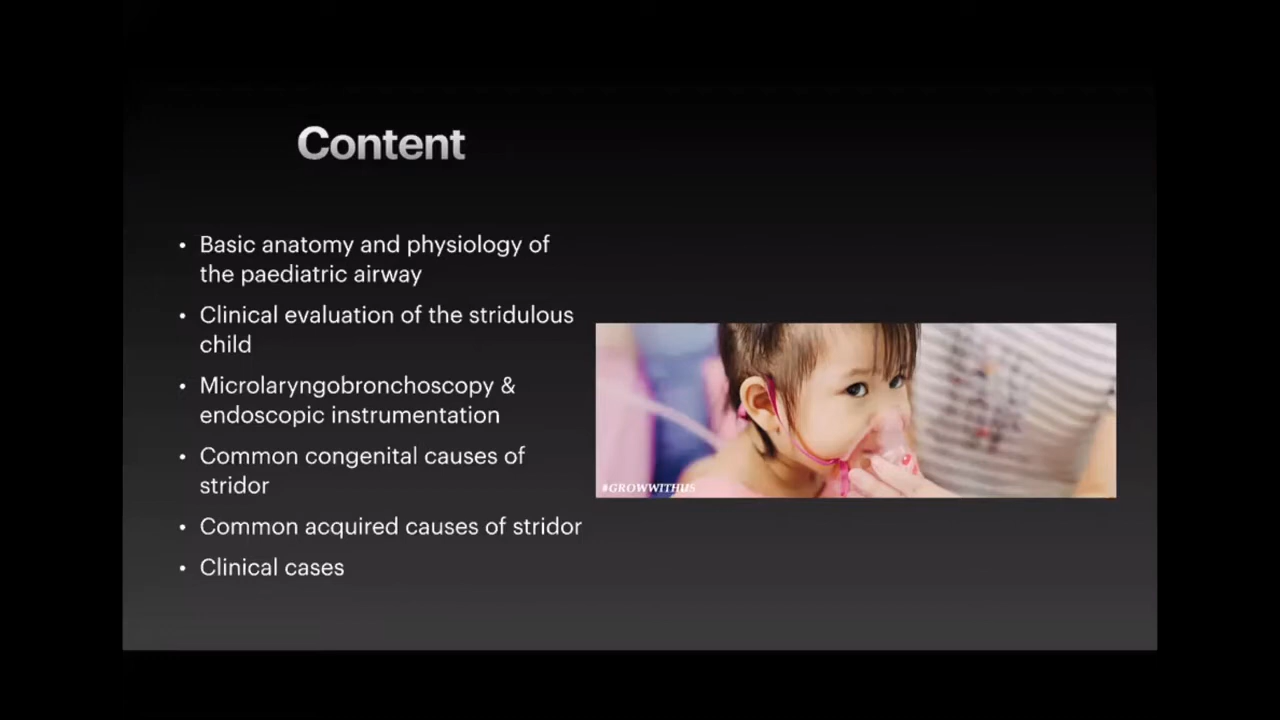 Content
• Basic anatomy and physiology of
the paediatric airway
• Clinical evaluation of the stridulous
child
• Microlaryngobronchoscopy &
endoscopic instrumentation
• Common congenital causes of
stridor
• Common acquired causes of stridor
• Clinical cases
#GROWWITHUS